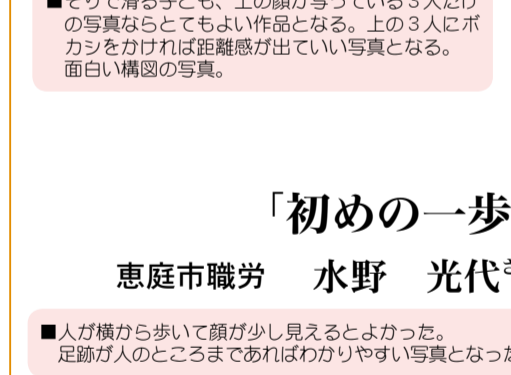 ■そりで滑る子ども、上の顔が写っている３人だけ
の写真ならとてもよい作品となる。上の３人にボ
カシをかければ距離感が出ていい写真となる。
面白い構図の写真。
「初めの一歩
恵庭市職労　水野　光代さ
■人が横から歩いて顔が少し見えるとよかった。
足跡が人のところまであればわかりやすい写真となった